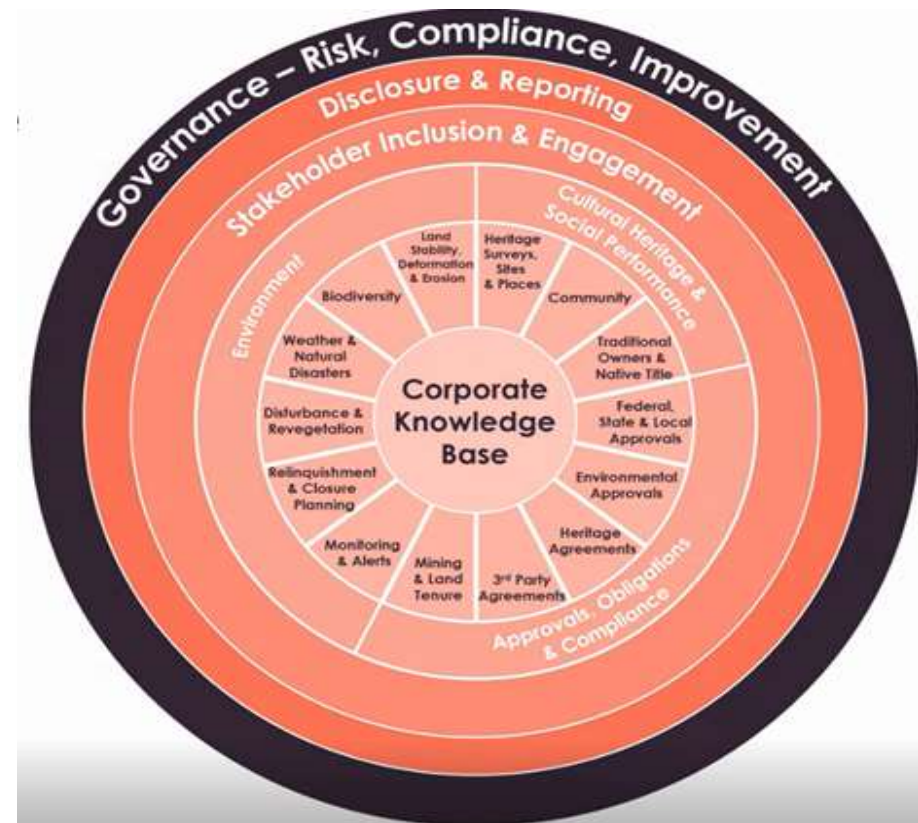 Governance – Risk, Compliance, Improvement
Disclosure & Reporting
Stakeholder Inclusion & Engagement
Cultural Heritage &
Social Performance
Environment
Approvals, Obligations
& Compliance
Land
Stability,
Deformation
& Erosion
Heritage
Surveys,
Sites
& Places
Community
Traditional
Owners &
Native Title
Federal,
State & Local
Approvals
Environmental
Approvals
Heritage
Agreements
3rd Party
Agreements
Mining
& Land
Tenure
Monitoring
& Alerts
Relinquishment
& Closure
Planning
Disturbance &
Revegetation
Weather &
Natural
Disasters
Biodiversity
Corporate
Knowledge
Base